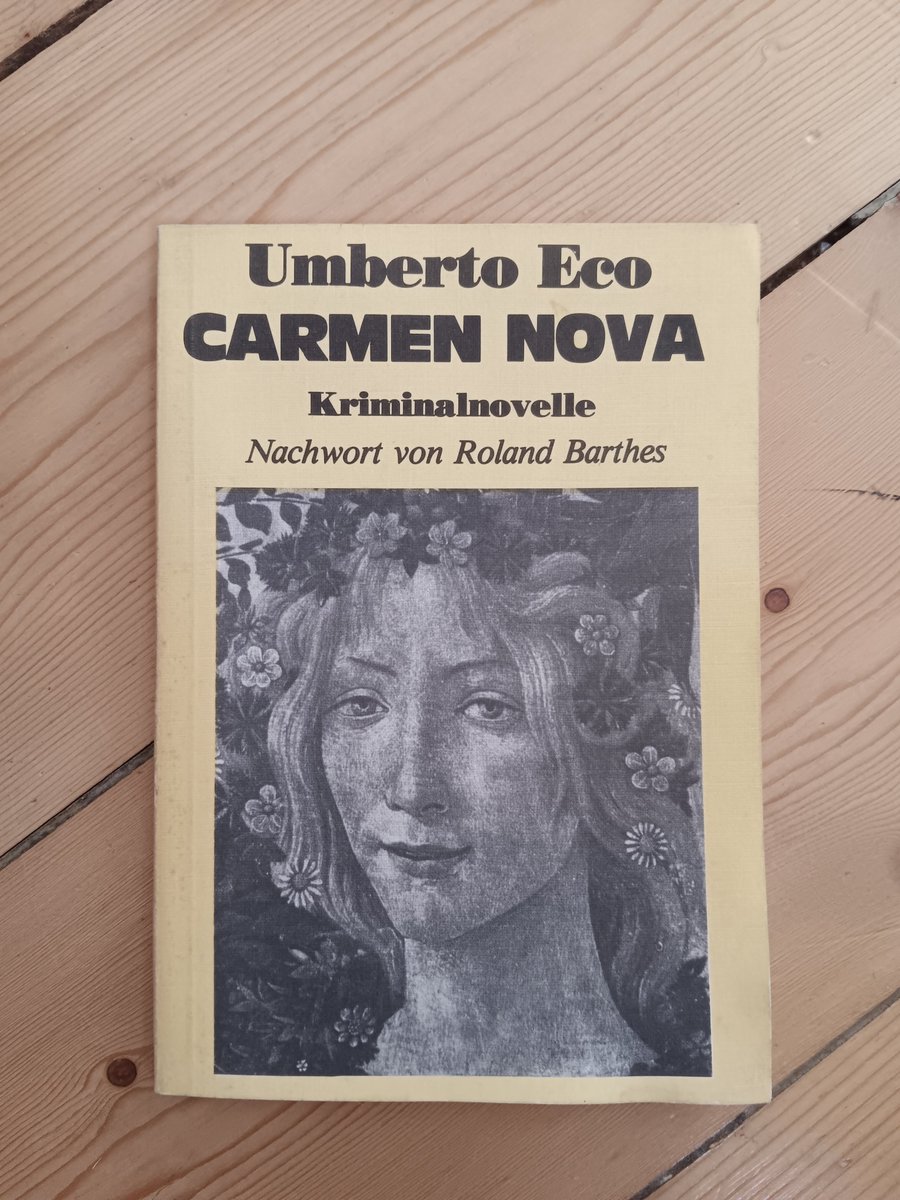 Umberto Eco
CARMEN NOVA
Kriminalnovelle
Nachwort von Roland Barthes